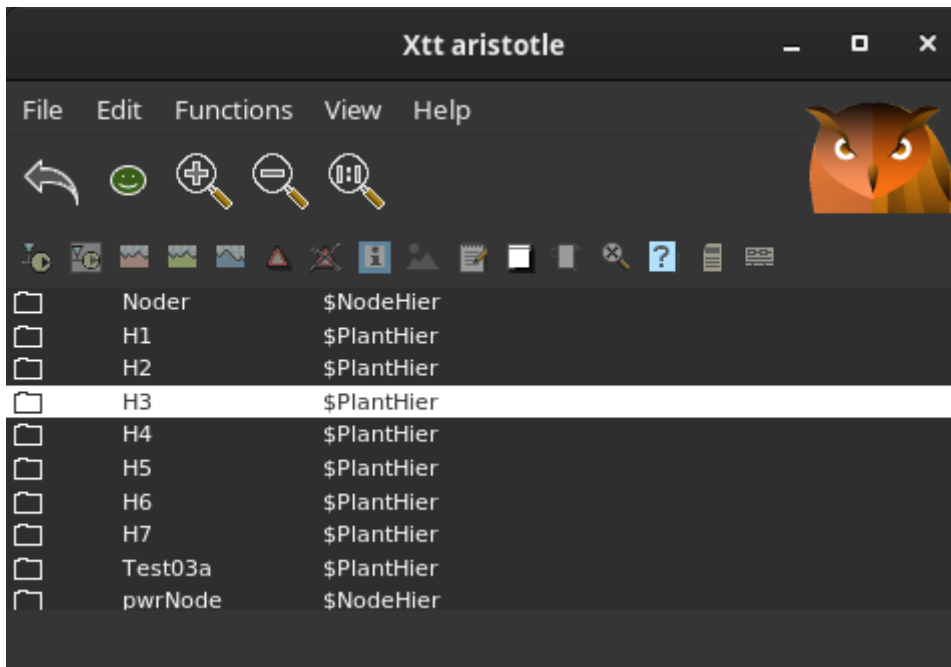 Xtt aristotle
File Edit Functions View Help
Noder $NodeHier
H1 $PlantHier
H2 $PlantHier
H3 $PlantHier
H4 $PlantHier
H5 $PlantHier
H6 $PlantHier
H7 $PlantHier
Test03a $PlantHier
pwrNode $NodeHier